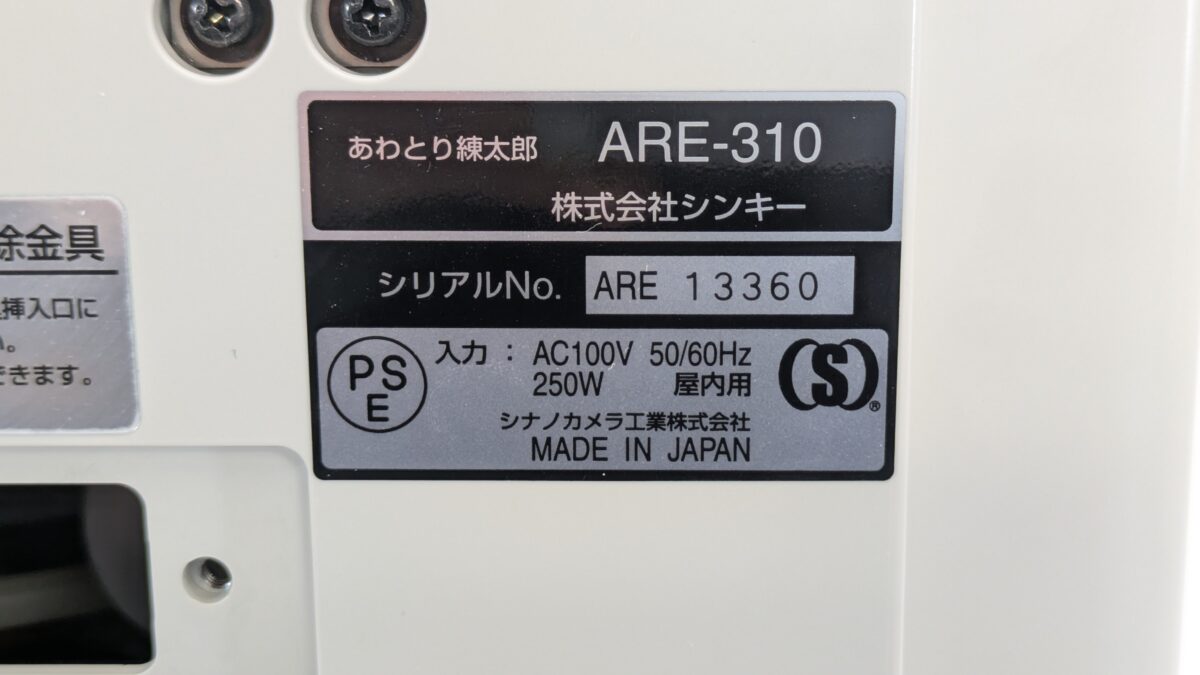 あわとり練太郎 ARE-310
株式会社シンキー
シリアルNo. ARE 13360
PSE
入力 : AC100V 50/60Hz
250W 屋内用
シナノカメラ工業株式会社
MADE IN JAPAN
(S)®
除金具
挿入口に
。
できます。